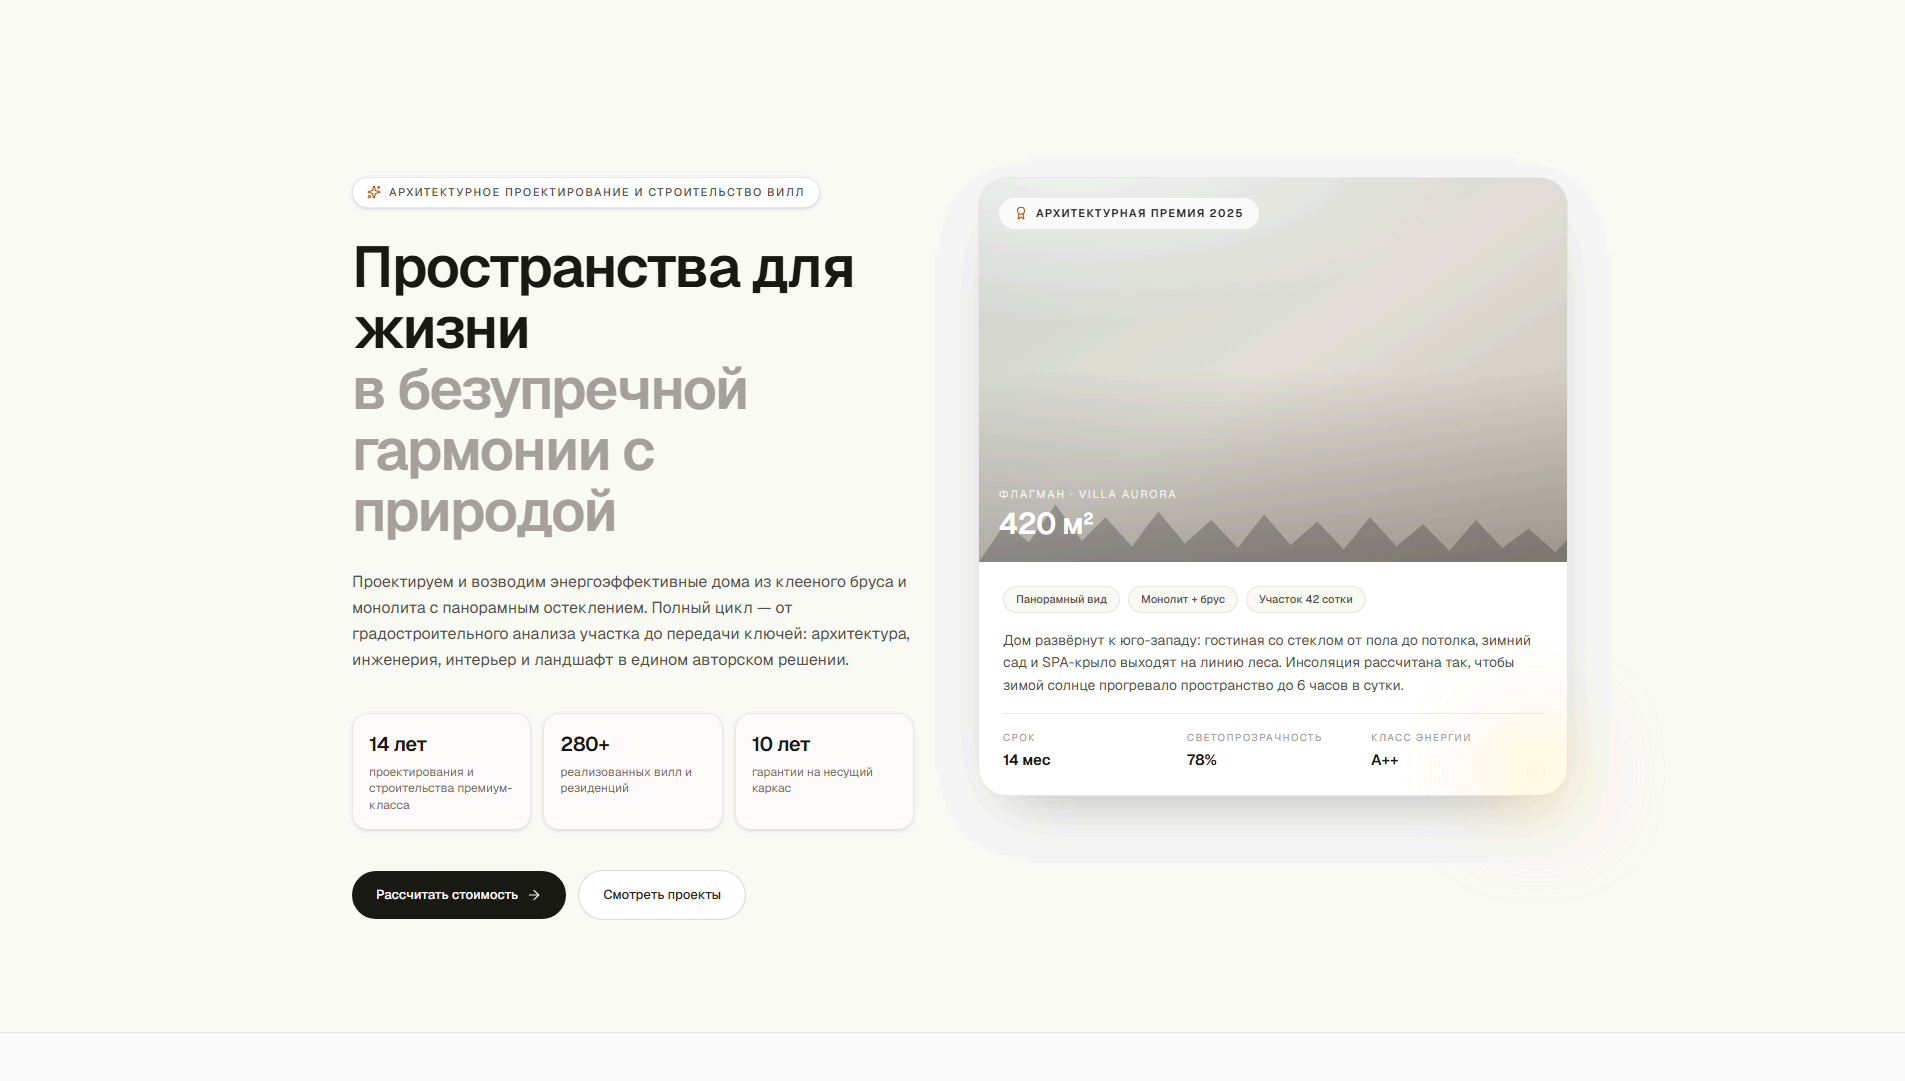 АРХИТЕКТУРНОЕ ПРОЕКТИРОВАНИЕ И СТРОИТЕЛЬСТВО ВИЛЛ
Пространства для
жизни
в безупречной
гармонии с
природой
Проектируем и возводим энергоэффективные дома из клееного бруса и
монолита с панорамным остеклением. Полный цикл — от
градостроительного анализа участка до передачи ключей: архитектура,
инженерия, интерьер и ландшафт в едином авторском решении.
14 лет
проектирования и
строительства премиум-
класса
280+
реализованных вилл и
резиденций
10 лет
гарантии на несущий
каркас
Рассчитать стоимость
Смотреть проекты
АРХИТЕКТУРНАЯ ПРЕМИЯ 2025
ФЛАГМАН · VILLA AURORA
420 м²
Панорамный вид
Монолит + брус
Участок 42 сотки
Дом развёрнут к юго-западу: гостиная со стеклом от пола до потолка, зимний
сад и SPA-крыло выходят на линию леса. Инсоляция рассчитана так, чтобы
зимой солнце прогревало пространство до 6 часов в сутки.
СРОК
14 мес
СВЕТОПРОЗРАЧНОСТЬ
78%
КЛАСС ЭНЕРГИИ
A++